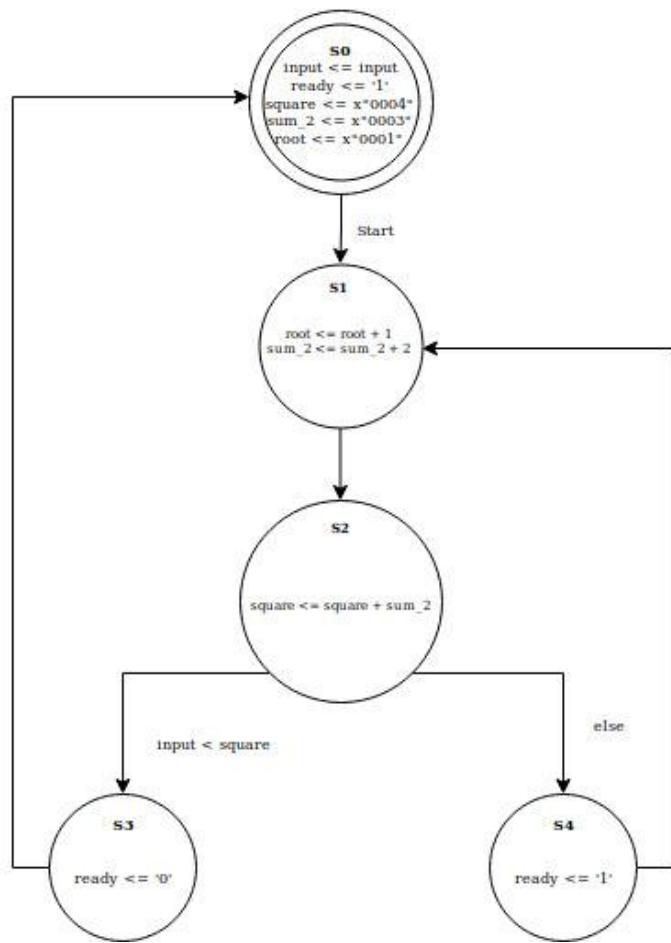 S0
input <= input
ready <= '1'
square <= x"0004"
sum_2 <= x"0003"
root <= x"0001"
Start
S1
root <= root + 1
sum_2 <= sum_2 + 2
S2
square <= square + sum_2
else
input < square
S3
ready <= '0'
S4
ready <= '1'